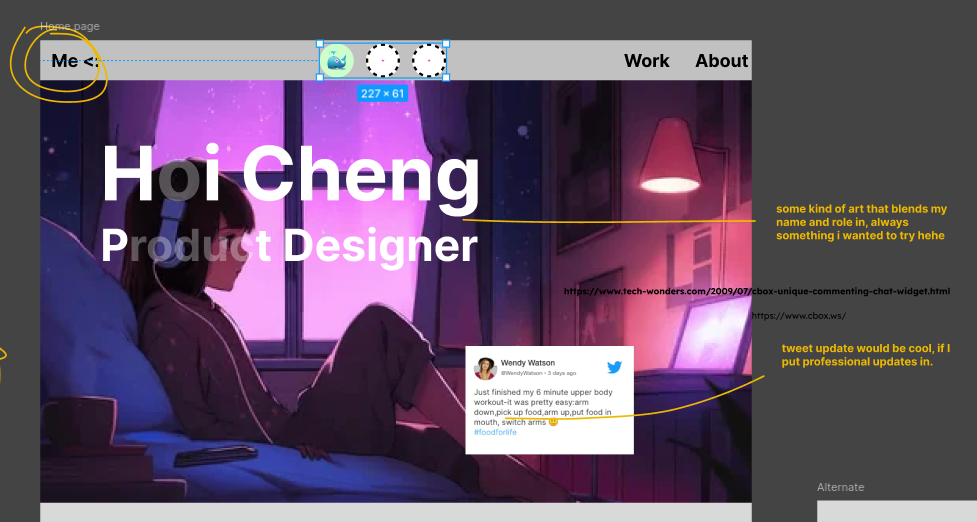 Home page
Me <:
Work
About
227 × 61
Hoi Cheng
Product Designer
some kind of art that blends my
name and role in, always
something i wanted to try hehe
https://www.tech-wonders.com/2009/07/cbox-unique-commenting-chat-widget.html
https://www.cbox.ws/
tweet update would be cool, if I
put professional updates in.
Wendy Watson
@WendyWatson • 3 days ago
Just finished my 6 minute upper body
workout-it was pretty easy:arm
down,pick up food,arm up,put food in
mouth, switch arms
#foodforlife
Alternate